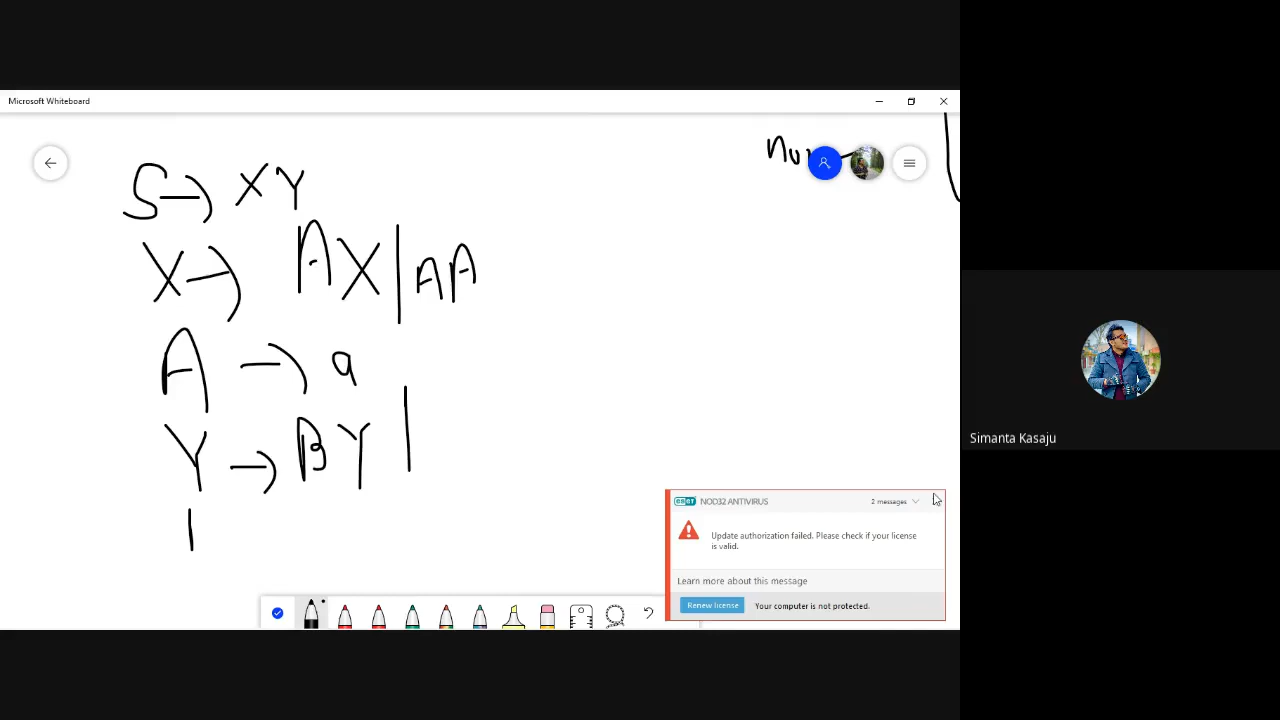 Microsoft Whiteboard
S → XY
X → AX | AA
A → a
Y → BY |
Simanta Kasaju
eset NOD32 ANTIVIRUS
2 messages
Update authorization failed. Please check if your license
is valid.
Learn more about this message
Renew license
Your computer is not protected.